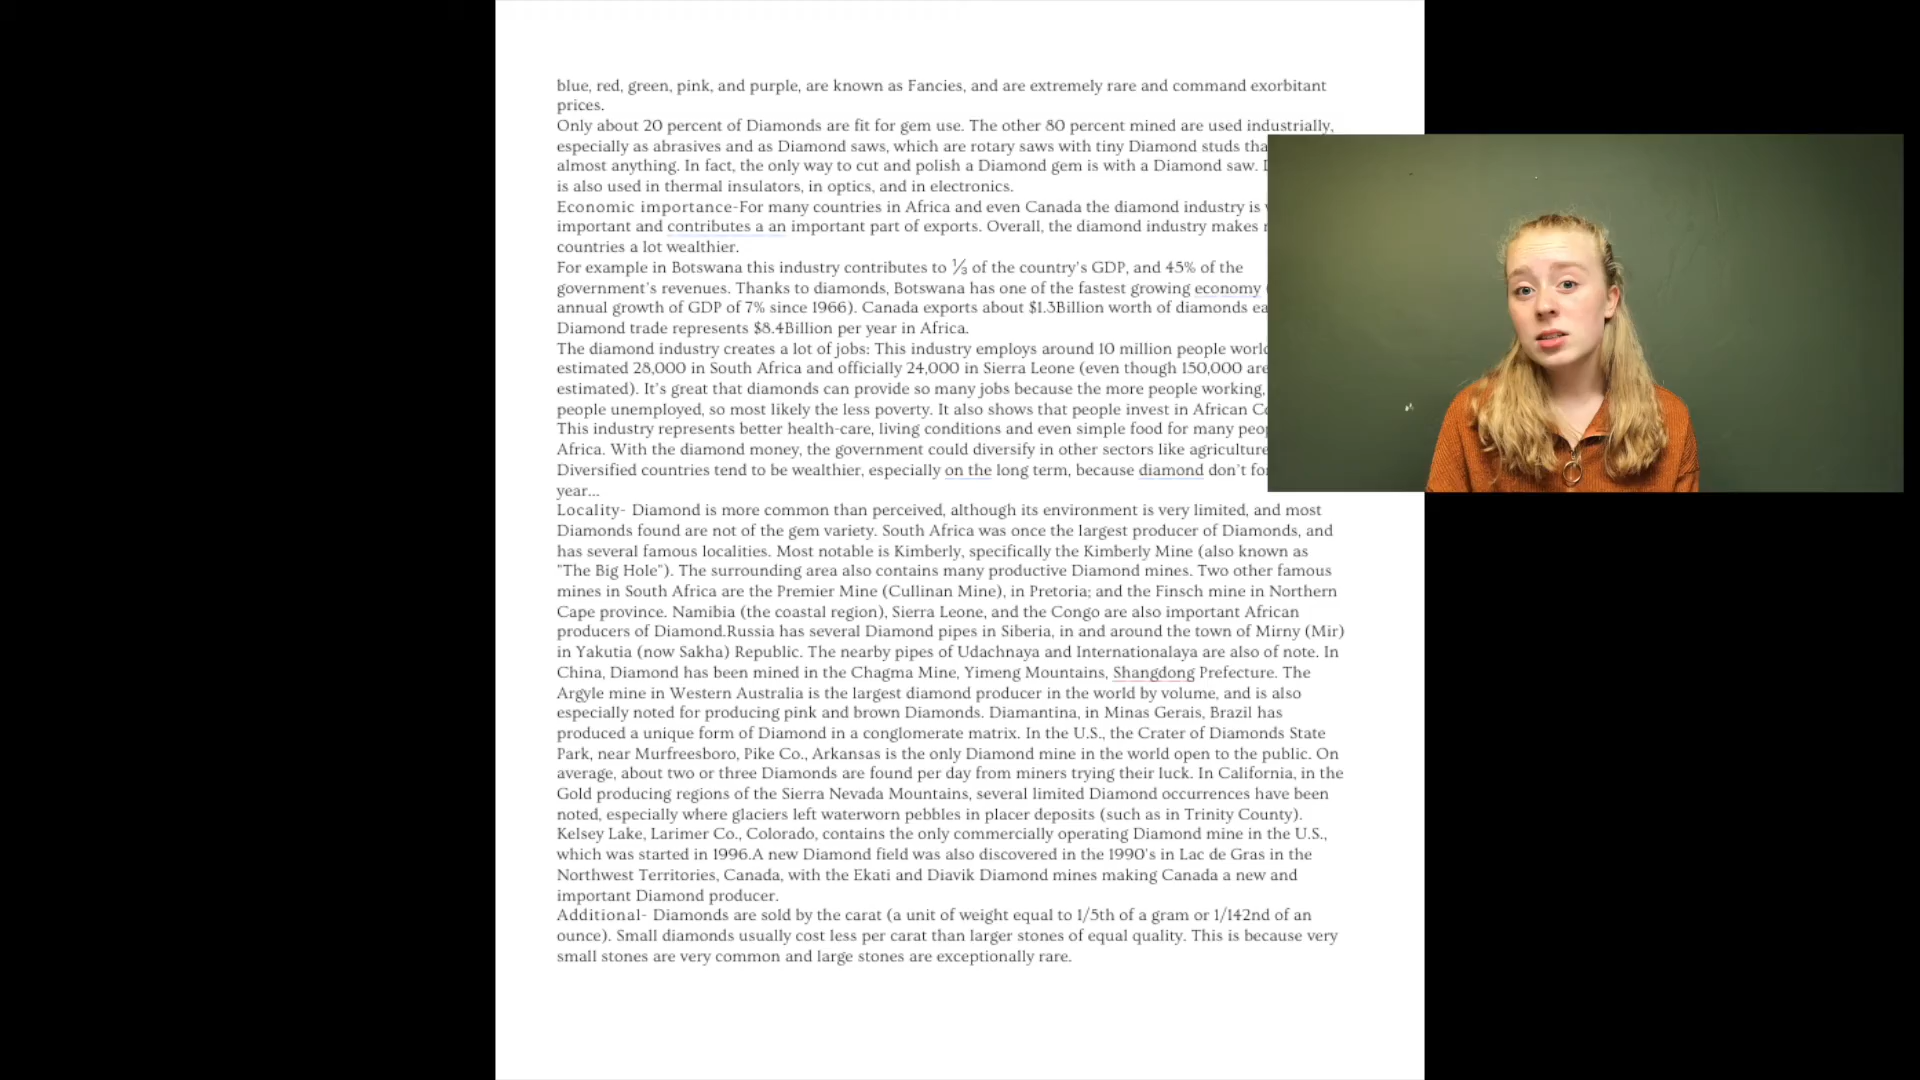 blue, red, green, pink, and purple, are known as Fancies, and are extremely rare and command exorbitant
prices.
Only about 20 percent of Diamonds are fit for gem use. The other 80 percent mined are used industrially,
especially as abrasives and as Diamond saws, which are rotary saws with tiny Diamond studs
almost anything. In fact, the only way to cut and polish a Diamond gem is with a Diamond saw.
is also used in thermal insulators, in optics, and in electronics.
Economic importance-For many countries in Africa and even Canada the diamond industry is
important and contributes a an important part of exports. Overall, the diamond industry makes
countries a lot wealthier.
For example in Botswana this industry contributes to ⅓ of the country's GDP, and 45% of the
government's revenues. Thanks to diamonds, Botswana has one of the fastest growing economy
annual growth of GDP of 7% since 1966). Canada exports about $1.3Billion worth of diamonds
Diamond trade represents $8.4Billion per year in Africa.
The diamond industry creates a lot of jobs: This industry employs around 10 million people
estimated 28,000 in South Africa and officially 24,000 in Sierra Leone (even though 150,000 are
estimated). It's great that diamonds can provide so many jobs because the more people working,
people unemployed, so most likely the less poverty. It also shows that people invest in African
This industry represents better health-care, living conditions and even simple food for many
Africa. With the diamond money, the government could diversify in other sectors like agriculture
Diversified countries tend to be wealthier, especially on the long term, because diamond don't
year...
Locality- Diamond is more common than perceived, although its environment is very limited, and most
Diamonds found are not of the gem variety. South Africa was once the largest producer of Diamonds, and
has several famous localities. Most notable is Kimberly, specifically the Kimberly Mine (also known as
"The Big Hole"). The surrounding area also contains many productive Diamond mines. Two other famous
mines in South Africa are the Premier Mine (Cullinan Mine), in Pretoria; and the Finsch mine in Northern
Cape province. Namibia (the coastal region), Sierra Leone, and the Congo are also important African
producers of Diamond.Russia has several Diamond pipes in Siberia, in and around the town of Mirny (Mir)
in Yakutia (now Sakha) Republic. The nearby pipes of Udachnaya and Internationalaya are also of note. In
China, Diamond has been mined in the Chagma Mine, Yimeng Mountains, Shangdong Prefecture. The
Argyle mine in Western Australia is the largest diamond producer in the world by volume, and is also
especially noted for producing pink and brown Diamonds. Diamantina, in Minas Gerais, Brazil has
produced a unique form of Diamond in a conglomerate matrix. In the U.S., the Crater of Diamonds State
Park, near Murfreesboro, Pike Co., Arkansas is the only Diamond mine in the world open to the public. On
average, about two or three Diamonds are found per day from miners trying their luck. In California, in the
Gold producing regions of the Sierra Nevada Mountains, several limited Diamond occurrences have been
noted, especially where glaciers left waterworn pebbles in placer deposits (such as in Trinity County).
Kelsey Lake, Larimer Co., Colorado, contains the only commercially operating Diamond mine in the U.S.,
which was started in 1996.A new Diamond field was also discovered in the 1990's in Lac de Gras in the
Northwest Territories, Canada, with the Ekati and Diavik Diamond mines making Canada a new and
important Diamond producer.
Additional- Diamonds are sold by the carat (a unit of weight equal to 1/5th of a gram or 1/142nd of an
ounce). Small diamonds usually cost less per carat than larger stones of equal quality. This is because very
small stones are very common and large stones are exceptionally rare.